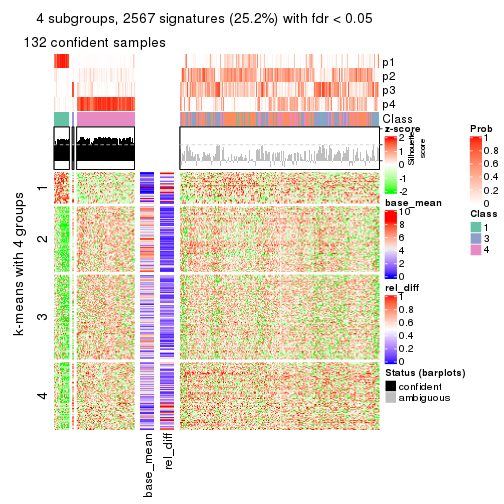 4 subgroups, 2567 signatures (25.2%) with fdr < 0.05
132 confident samples
p1
p2
p3
p4
Class
z-score
2
1
0
-1
-2
Silhouette
score
Prob
1
0.8
0.6
0.4
0.2
0
base_mean
10
8
6
4
2
0
Class
1
3
4
rel_diff
1
0.8
0.6
0.4
0.2
0
Status (barplots)
confident
ambiguous
k-means with 4 groups
1
2
3
4
base_mean
rel_diff